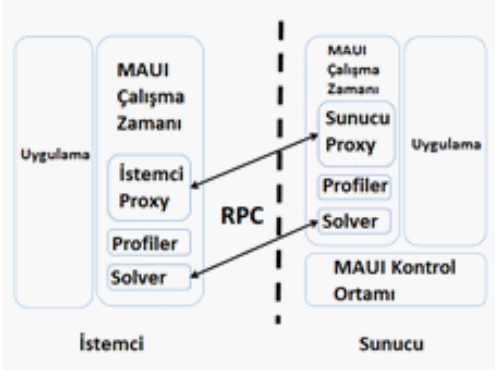 Uygulama
MAUI
Çalışma
Zamanı
İstemci
Proxy
Profiler
Solver
RPC
MAUI
Çalişma
Zamanı
Sunucu
Proxy
Profiler
Solver
Uygulama
MAUI Kontrol
Ortamı
İstemci
Sunucu